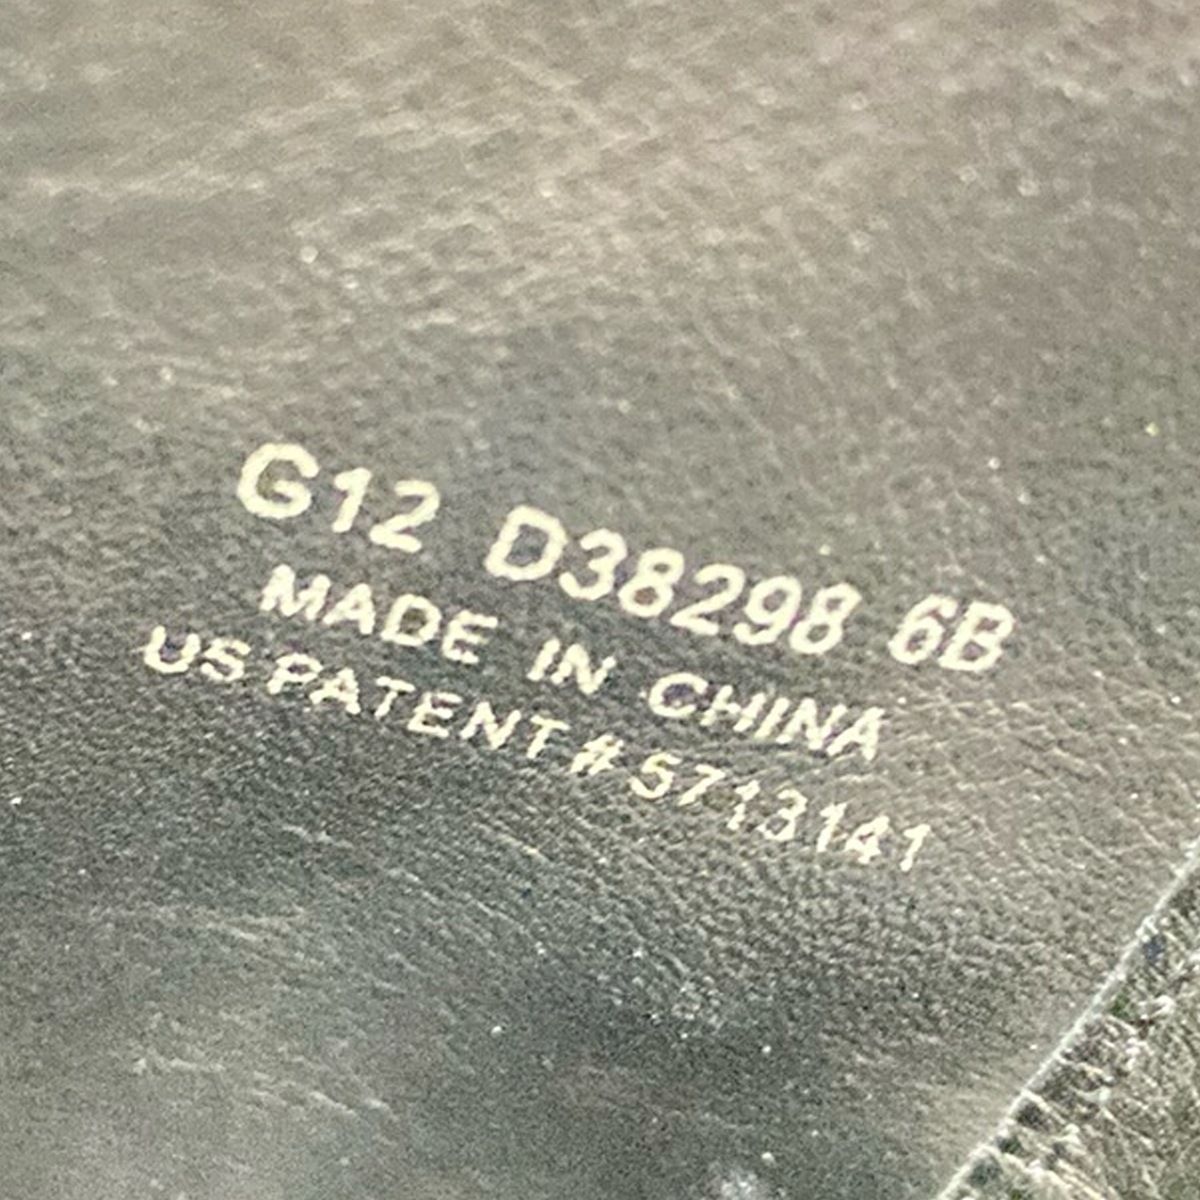 G12 D38298 6B
MADE IN CHINA
US PATENT # 5713141